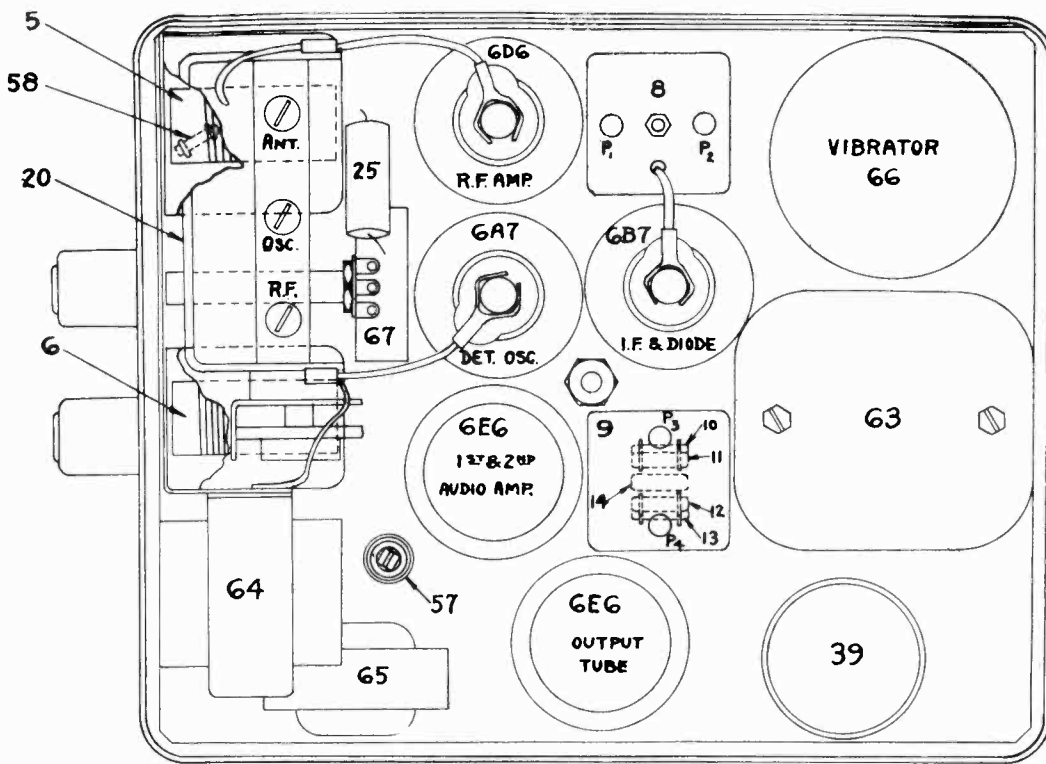 5
58
20
6
ANT.
OSC.
R.F.
25
67
6D6
R.F. AMP.
6A7
DET. OSC.
8
P1
P2
6B7
I.F. & DIODE
VIBRATOR
66
63
6E6
1ST & 2ND
AUDIO AMP.
9
P3
10
11
14
12
13
P4
64
65
57
6E6
OUTPUT
TUBE
39